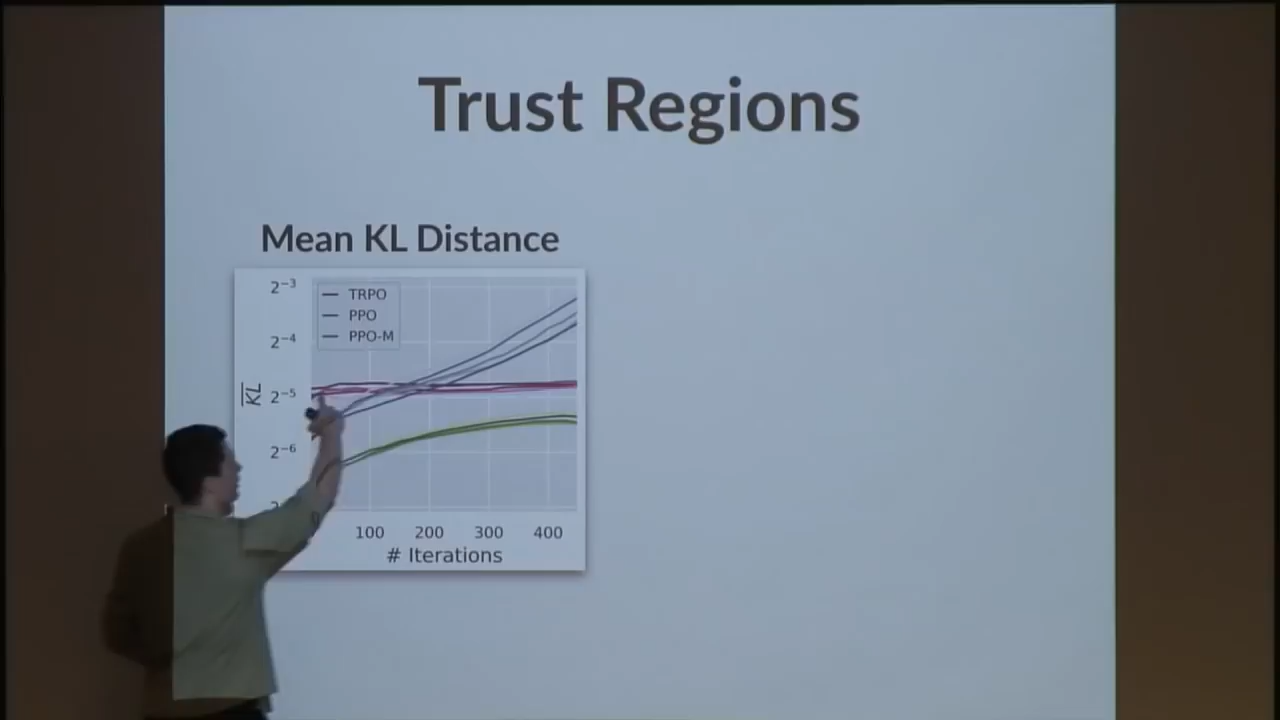 Trust Regions
Mean KL Distance
2⁻³
TRPO
PPO
2⁻⁴
PPO-M
KL
2⁻⁵
2⁻⁶
100 200 300 400
# Iterations